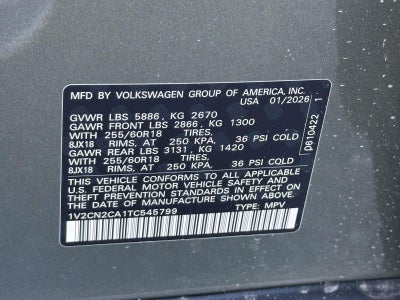 MFD BY VOLKSWAGEN GROUP OF AMERICA, INC.
USA 01/2026
GVWR LBS 5886, KG 2670
GAWR FRONT LBS 2866, KG 1300
WITH 255/60R18 TIRES,
8JX18 RIMS, AT 250 KPA, 36 PSI COLD
GAWR REAR LBS 3131, KG 1420
WITH 255/60R18 TIRES,
8JX18 RIMS, AT 250 KPA, 36 PSI COLD
THIS VEHICLE CONFORMS TO ALL APPLICABLE
U.S. FEDERAL MOTOR VEHICLE SAFETY AND
THEFT PREVENTION STANDARDS IN EFFECT ON THE
DATE OF MANUFACTURE SHOWN ABOVE.
1V2CN2CA1TC545799 TYPE: MPV
D610422 1